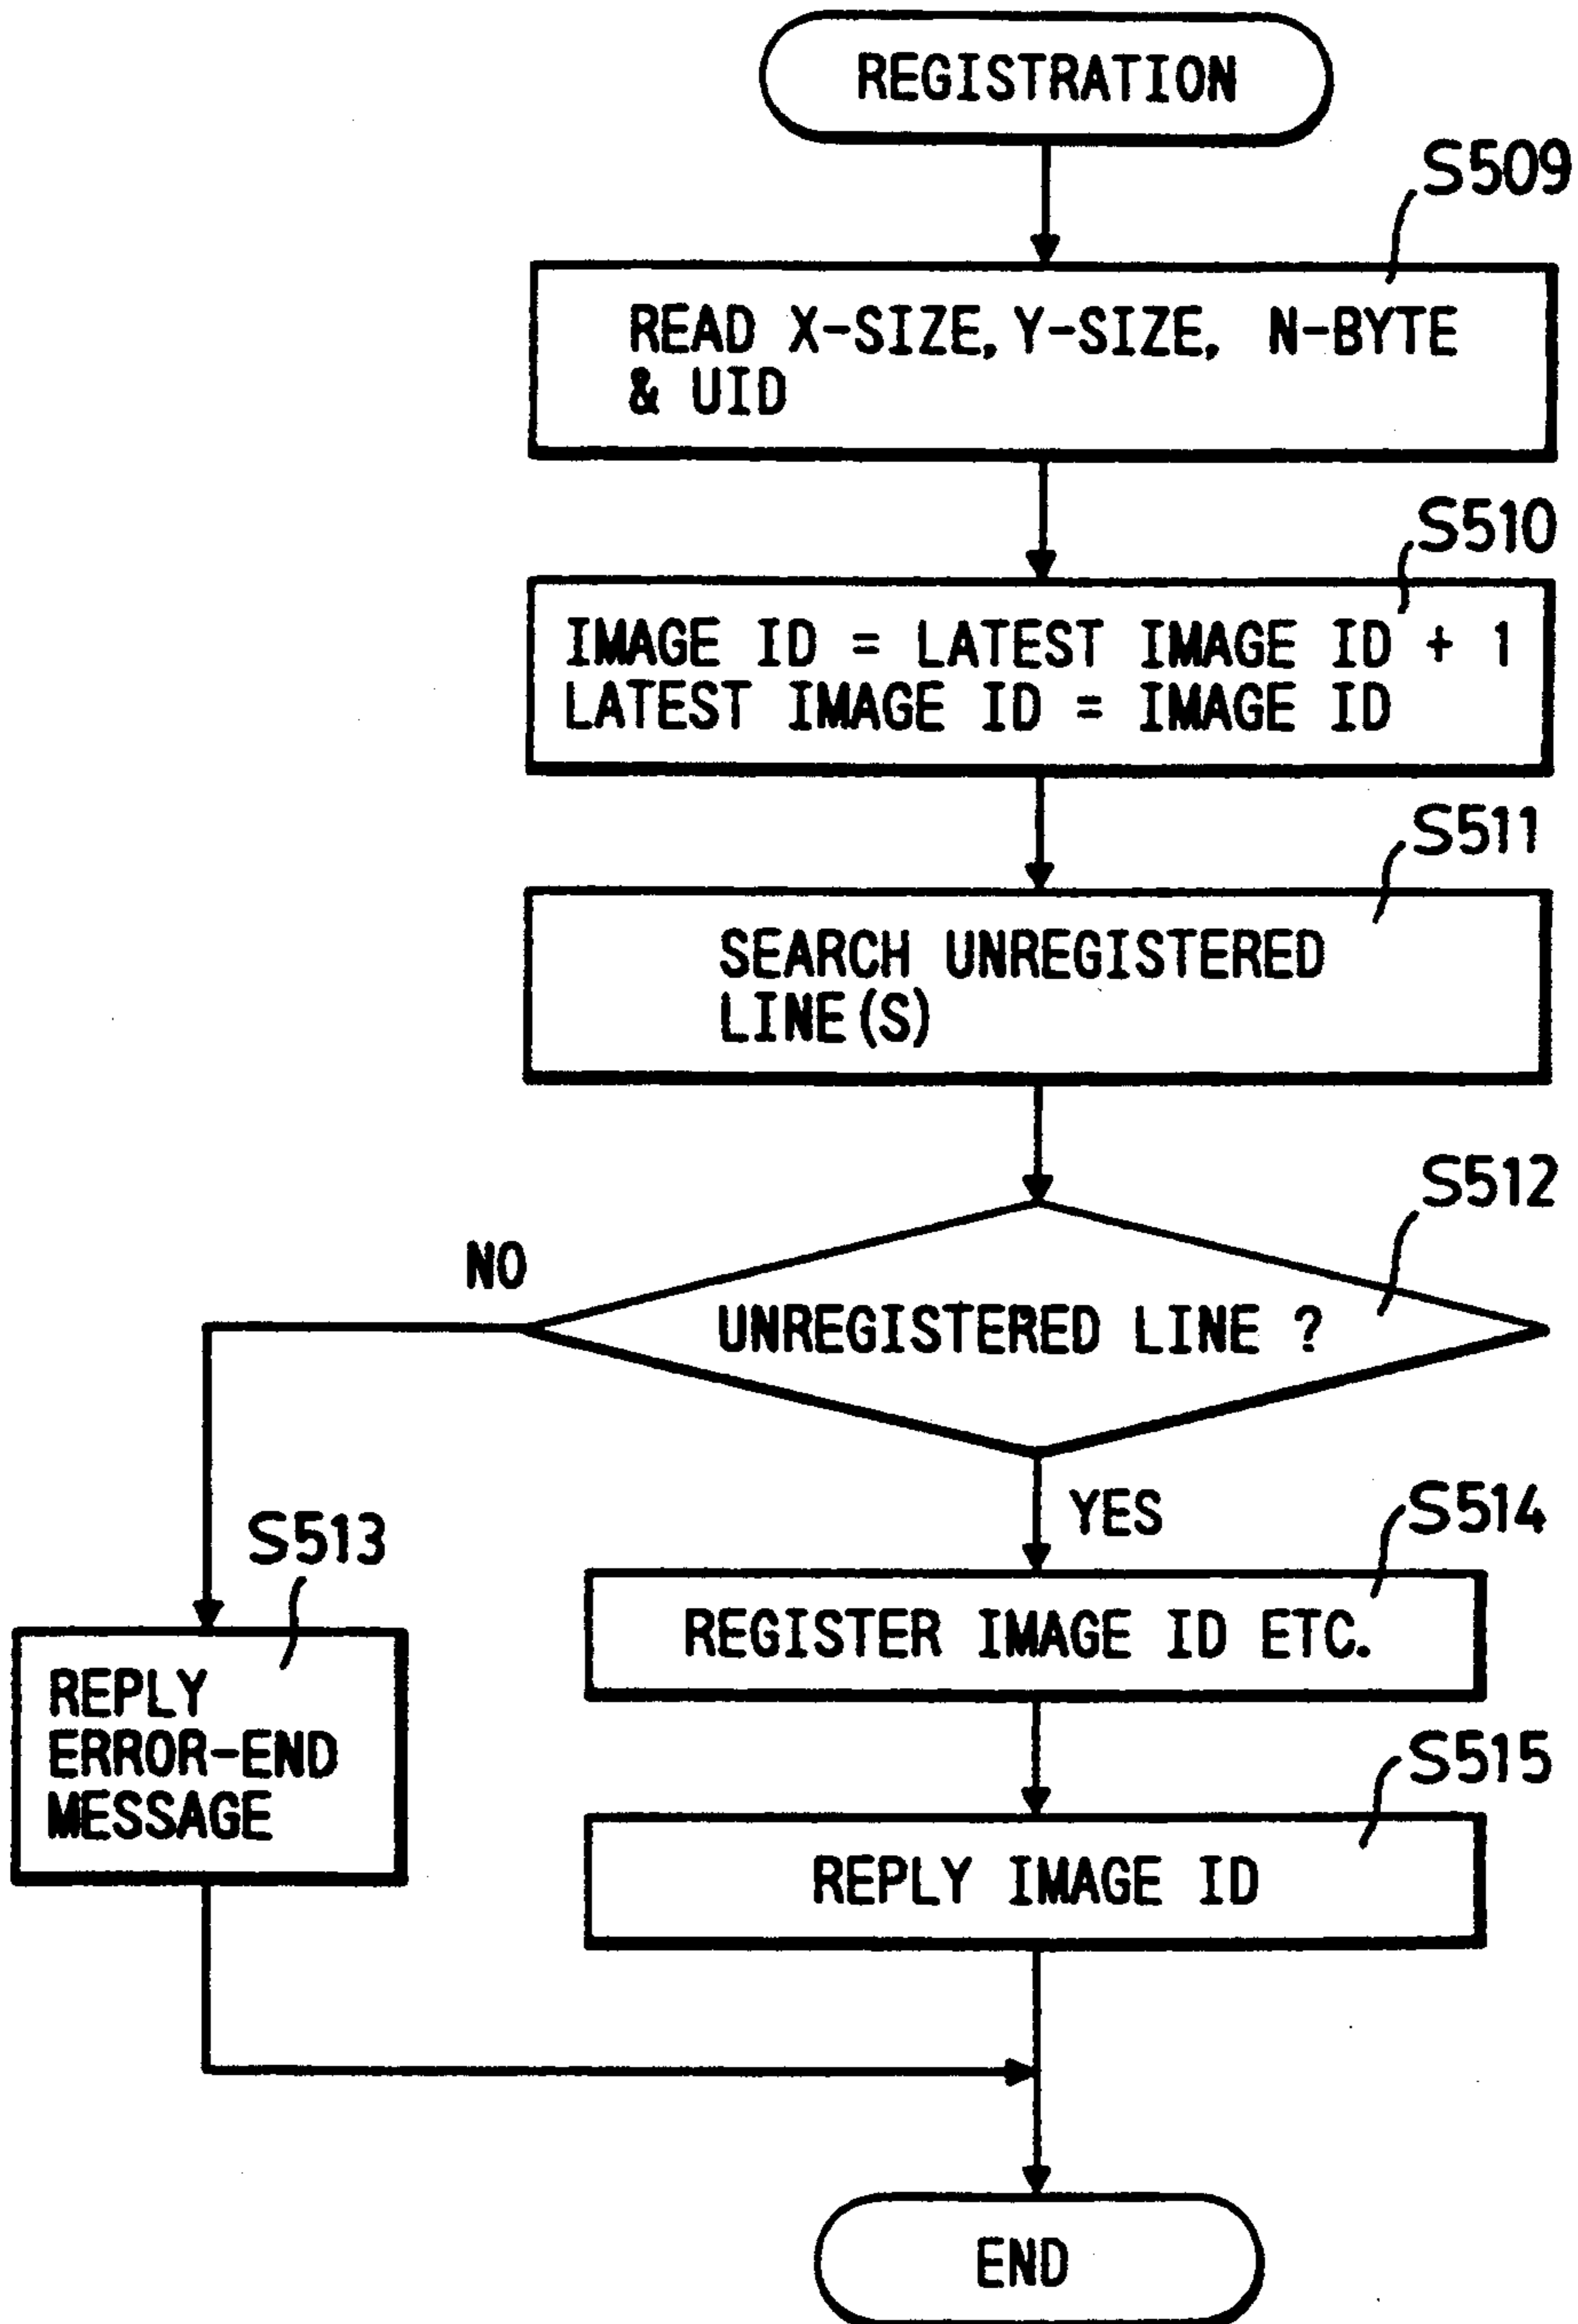 REGISTRATION
S509
READ X-SIZE, Y-SIZE, N-BYTE
& UID
S510
IMAGE ID = LATEST IMAGE ID + 1
LATEST IMAGE ID = IMAGE ID
S511
SEARCH UNREGISTERED
LINE(S)
S512
NO
UNREGISTERED LINE ?
YES
S514
S513
REGISTER IMAGE ID ETC.
REPLY
ERROR-END
MESSAGE
S515
REPLY IMAGE ID
END